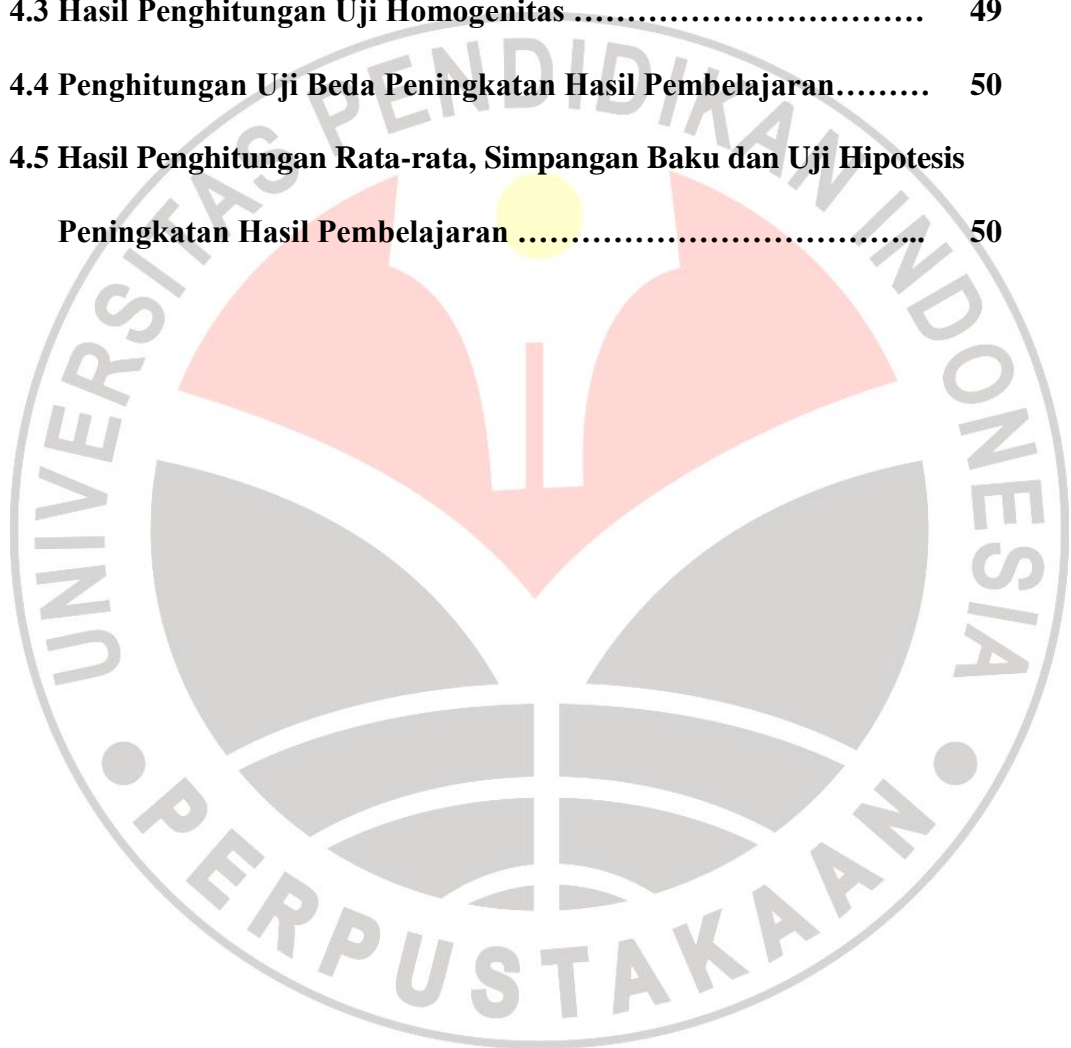 4.3 Hasil Penghitungan Uji Homogenitas …………………………… 49
4.4 Penghitungan Uji Beda Peningkatan Hasil Pembelajaran……… 50
4.5 Hasil Penghitungan Rata-rata, Simpangan Baku dan Uji Hipotesis
Peningkatan Hasil Pembelajaran ………………………………... 50
UNIVERSITAS PENDIDIKAN INDONESIA
PERPUSTAKAAN